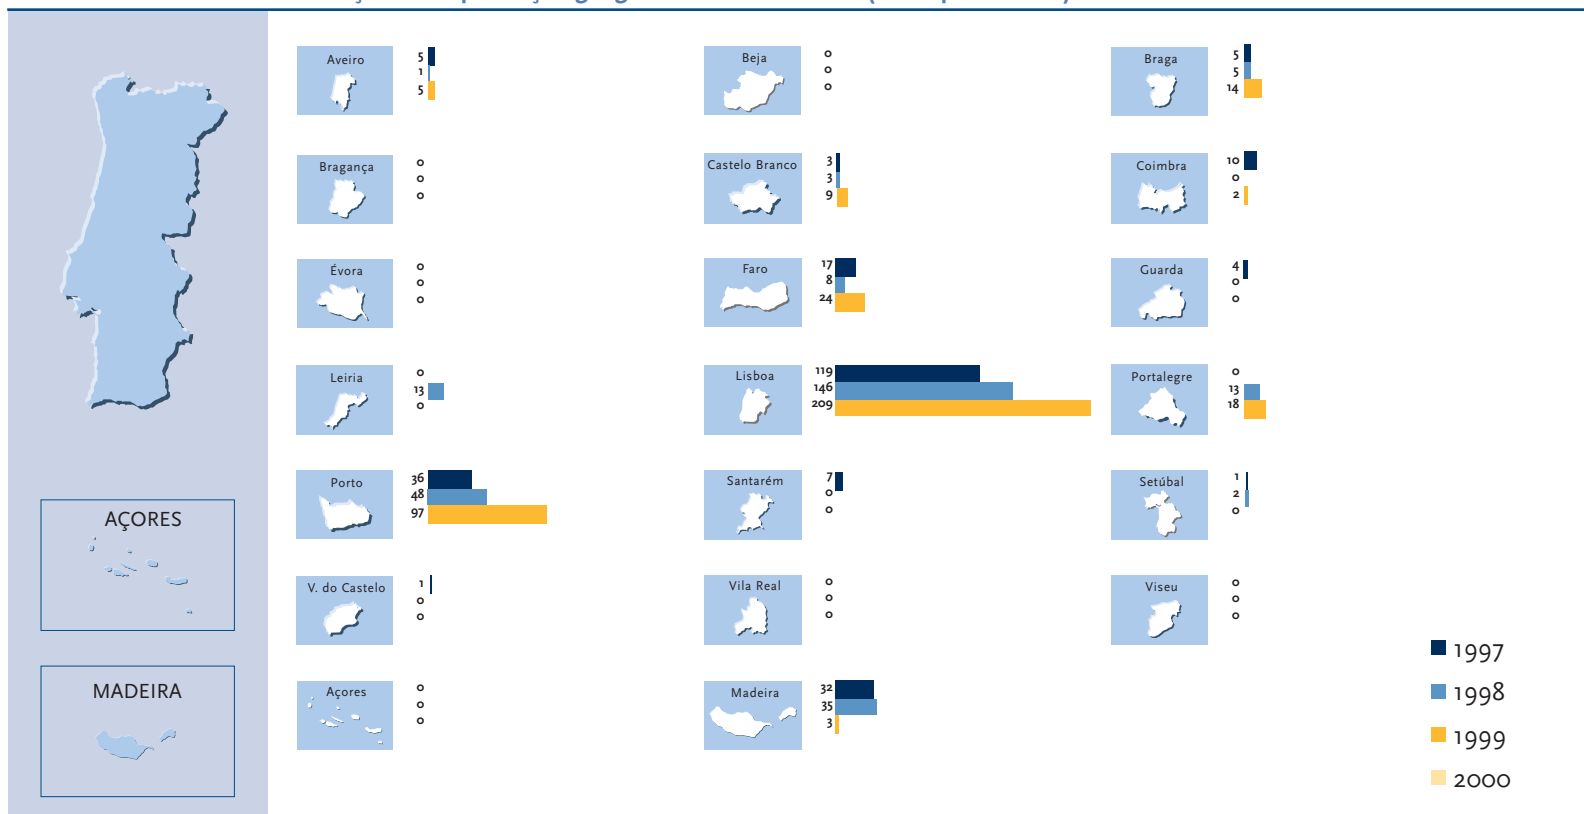 Aveiro
5
1
5
Beja
0
0
0
Braga
5
5
14
Bragança
0
0
0
Castelo Branco
3
3
9
Coimbra
10
0
2
Évora
0
0
0
Faro
17
8
24
Guarda
4
0
0
Leiria
0
13
0
Lisboa
119
146
209
Portalegre
0
13
18
Porto
36
48
97
Santarém
7
0
0
Setúbal
1
2
0
V. do Castelo
1
0
0
Vila Real
0
0
0
Viseu
0
0
0
Açores
0
0
0
Madeira
32
35
3
AÇORES
MADEIRA
1997
1998
1999
2000